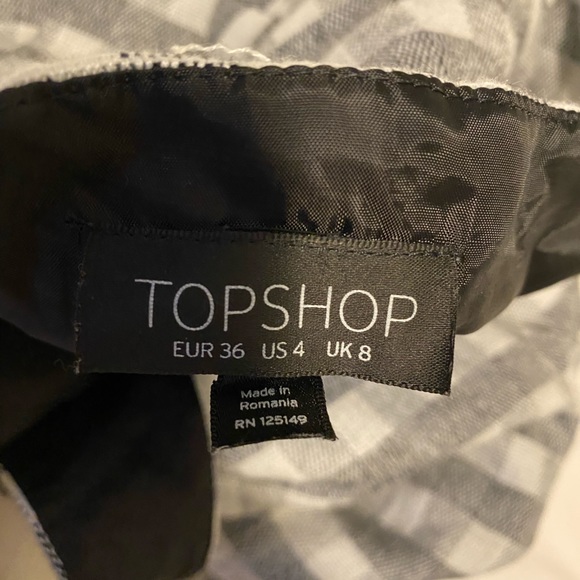 TOPSHOP
EUR 36 US 4 UK 8
Made in
Romania
RN 125149